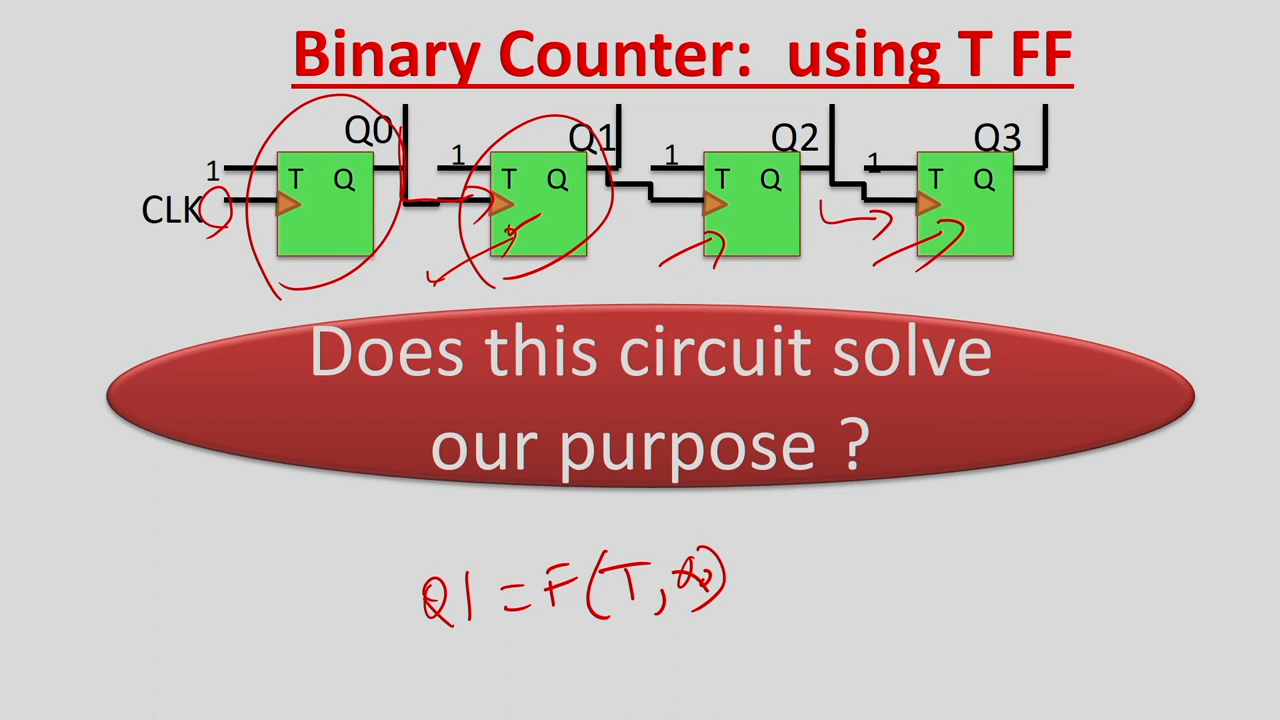 Binary Counter: using T FF
Q0 Q1 Q2 Q3
1 1 1 1
T Q T Q T Q T Q
CLK
Does this circuit solve
our purpose ?